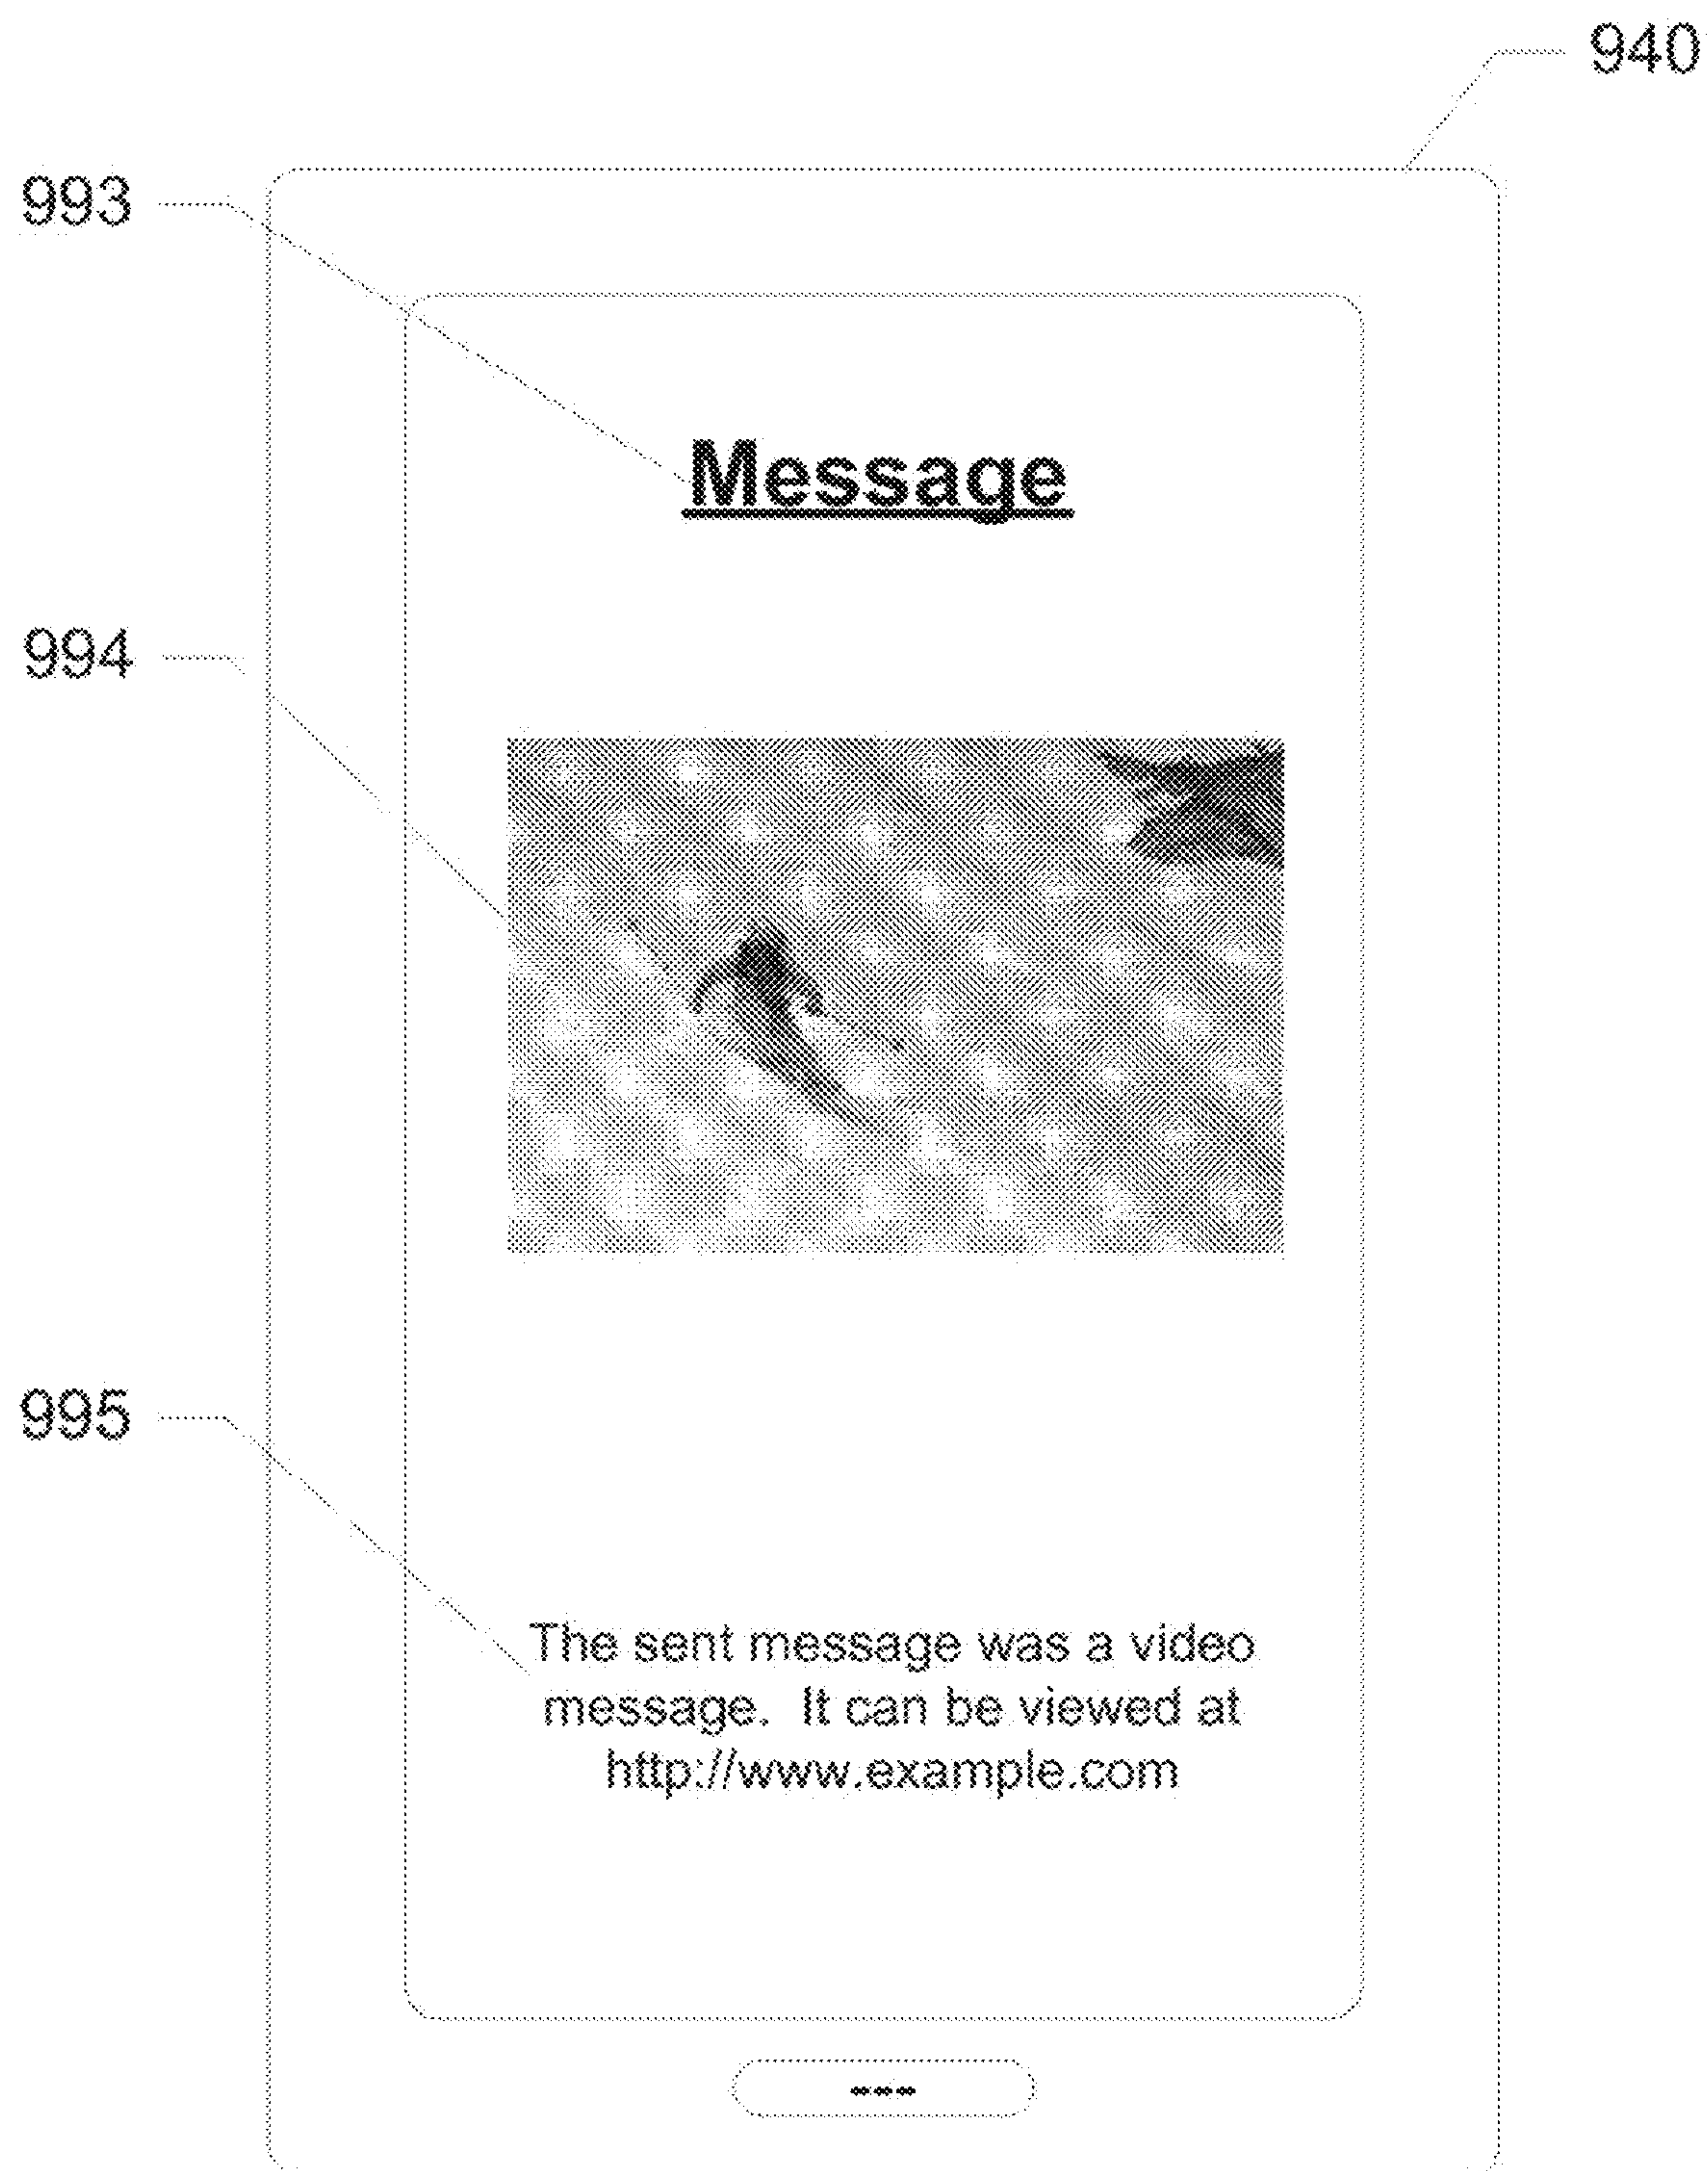 940
993
Message
994
995
The sent message was a video
message.  It can be viewed at
http://www.example.com
---